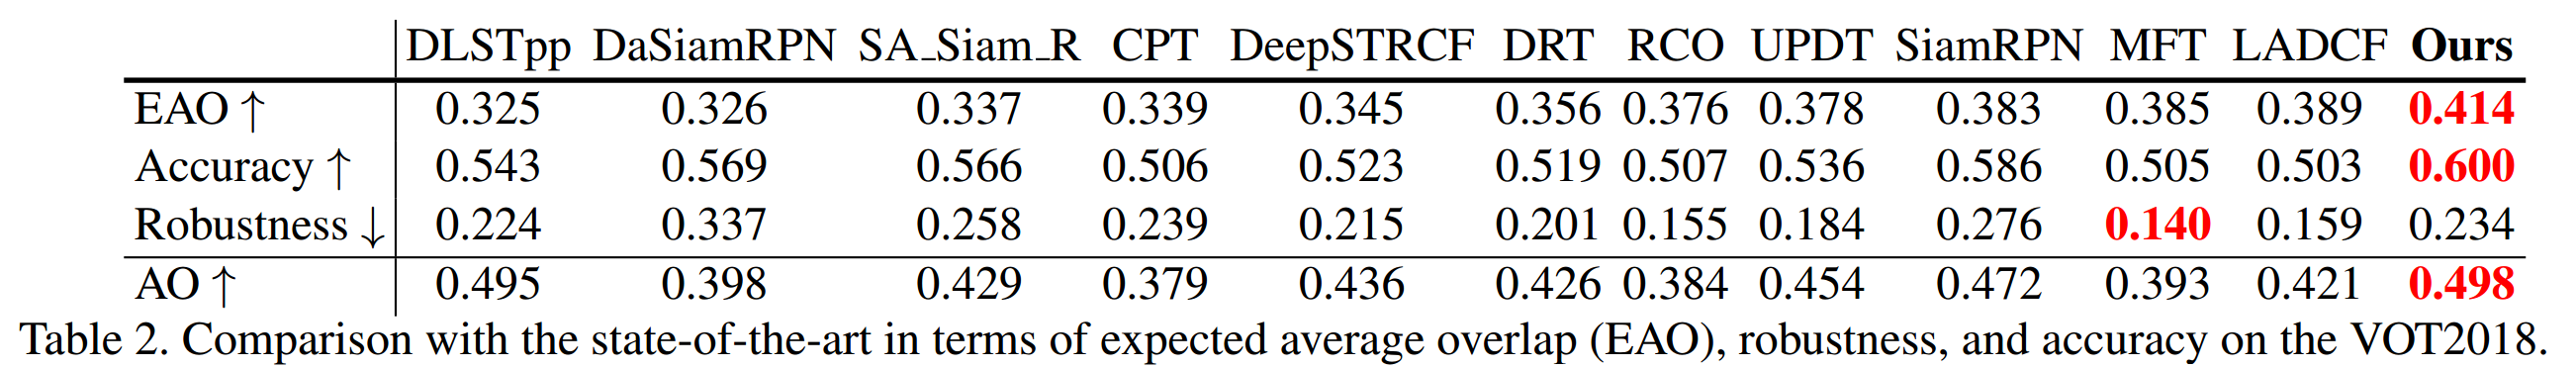 DLSTpp DaSiamRPN SA_Siam_R CPT DeepSTRCF DRT RCO UPDT SiamRPN MFT LADCF Ours
EAO ↑ 0.325 0.326 0.337 0.339 0.345 0.356 0.376 0.378 0.383 0.385 0.389 0.414
Accuracy ↑ 0.543 0.569 0.566 0.506 0.523 0.519 0.507 0.536 0.586 0.505 0.503 0.600
Robustness ↓ 0.224 0.337 0.258 0.239 0.215 0.201 0.155 0.184 0.276 0.140 0.159 0.234
AO ↑ 0.495 0.398 0.429 0.379 0.436 0.426 0.384 0.454 0.472 0.393 0.421 0.498
Table 2. Comparison with the state-of-the-art in terms of expected average overlap (EAO), robustness, and accuracy on the VOT2018.